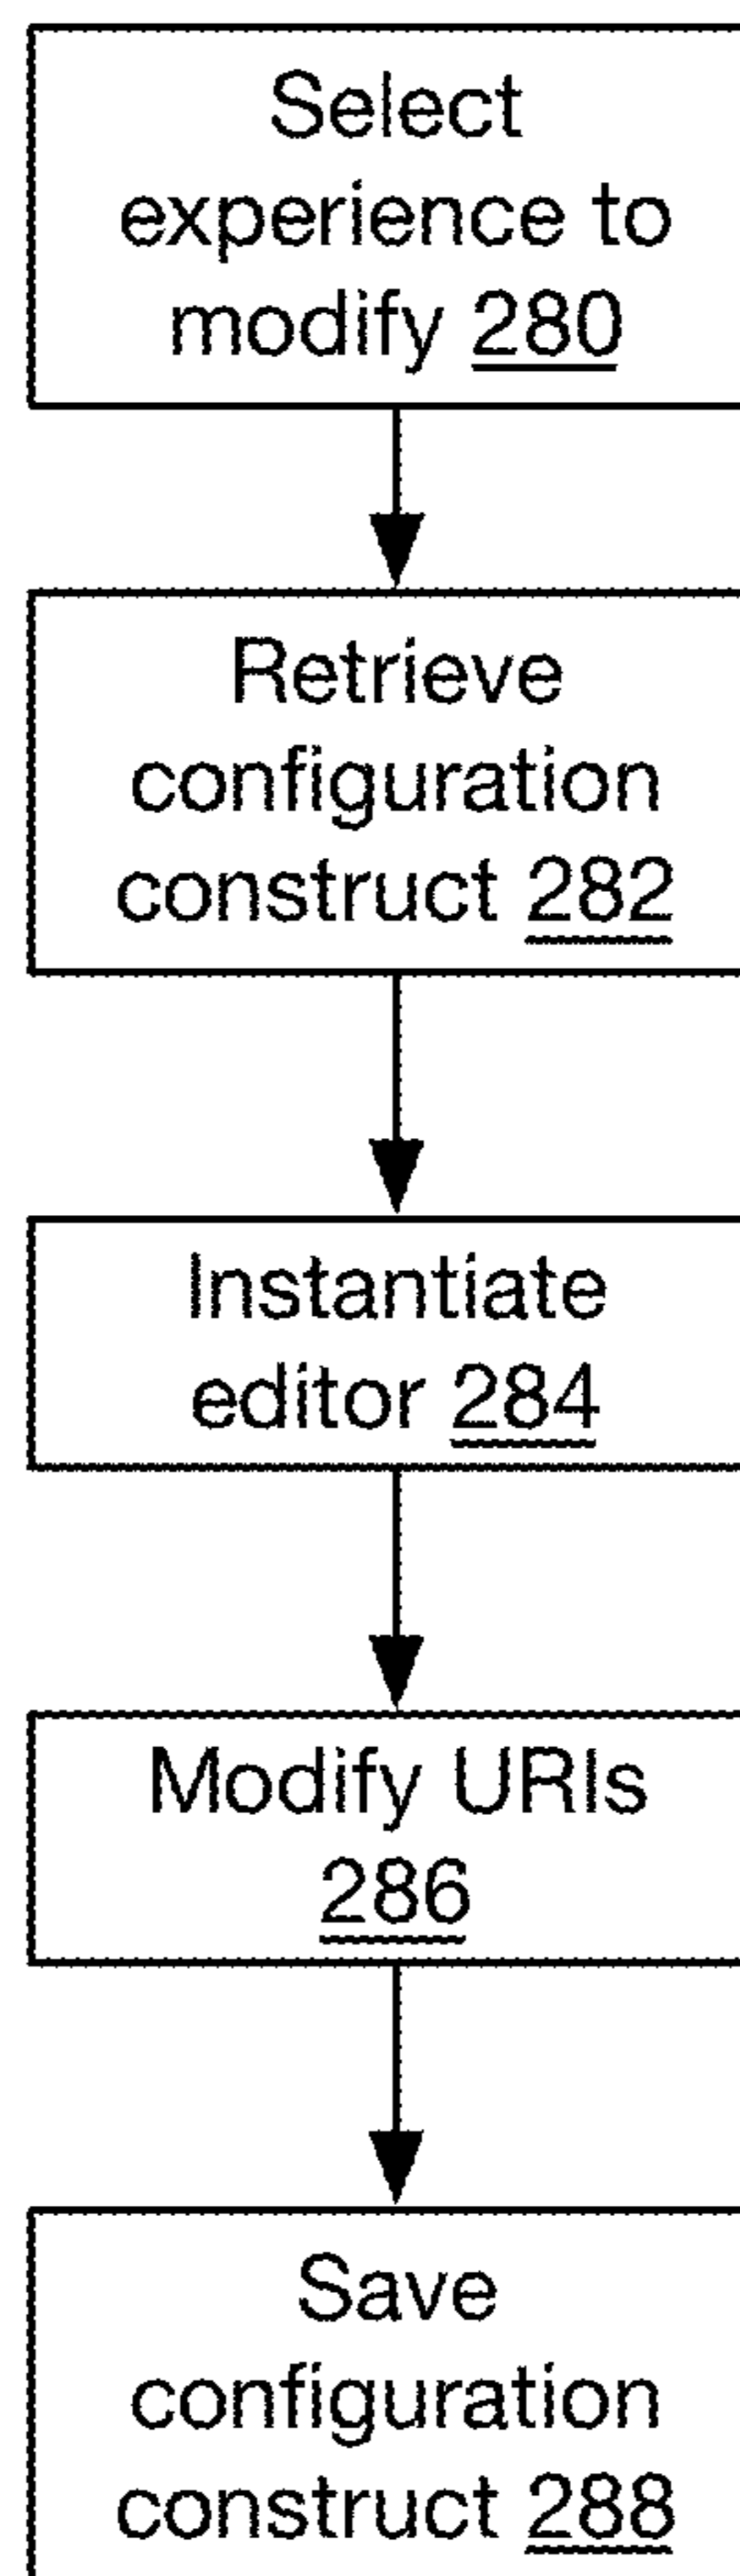 Select
experience to
modify 280
Retrieve
configuration
construct 282
Instantiate
editor 284
Modify URIs
286
Save
configuration
construct 288